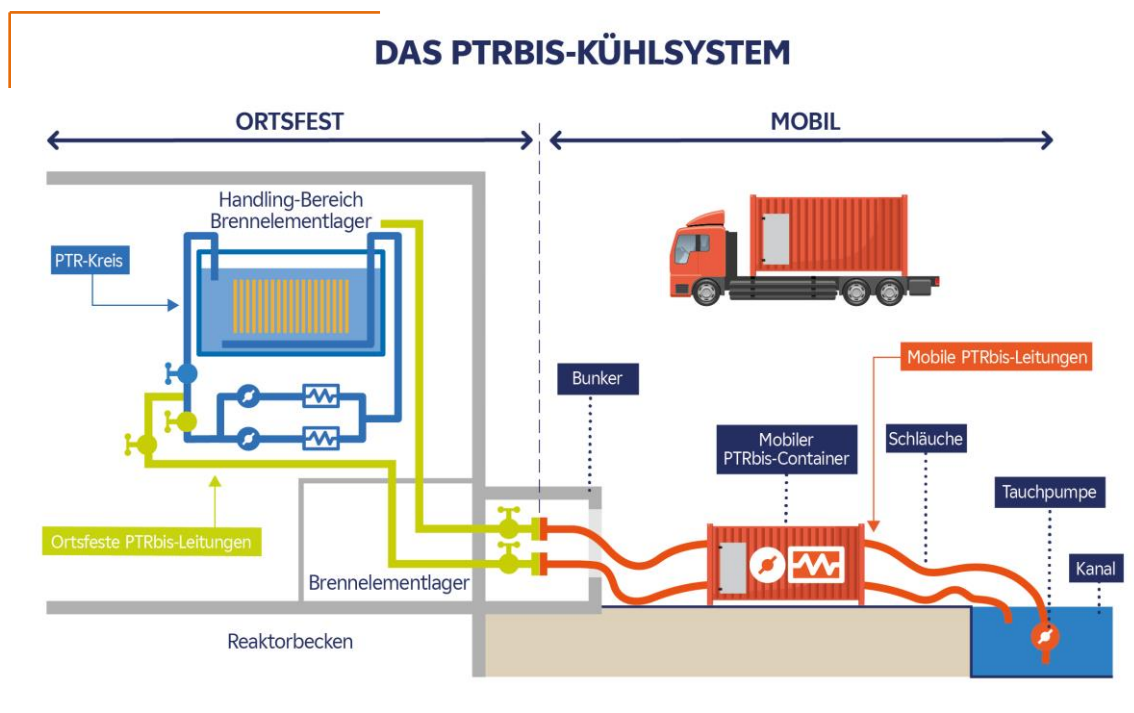 DAS PTRBIS-KÜHLSYSTEM
ORTSFEST
MOBIL
Handling-Bereich
Brennelementlager
PTR-Kreis
Mobile PTRbis-Leitungen
Bunker
Mobiler
PTRbis-Container
Schläuche
Tauchpumpe
Ortsfeste PTRbis-Leitungen
Kanal
Brennelementlager
Reaktorbecken